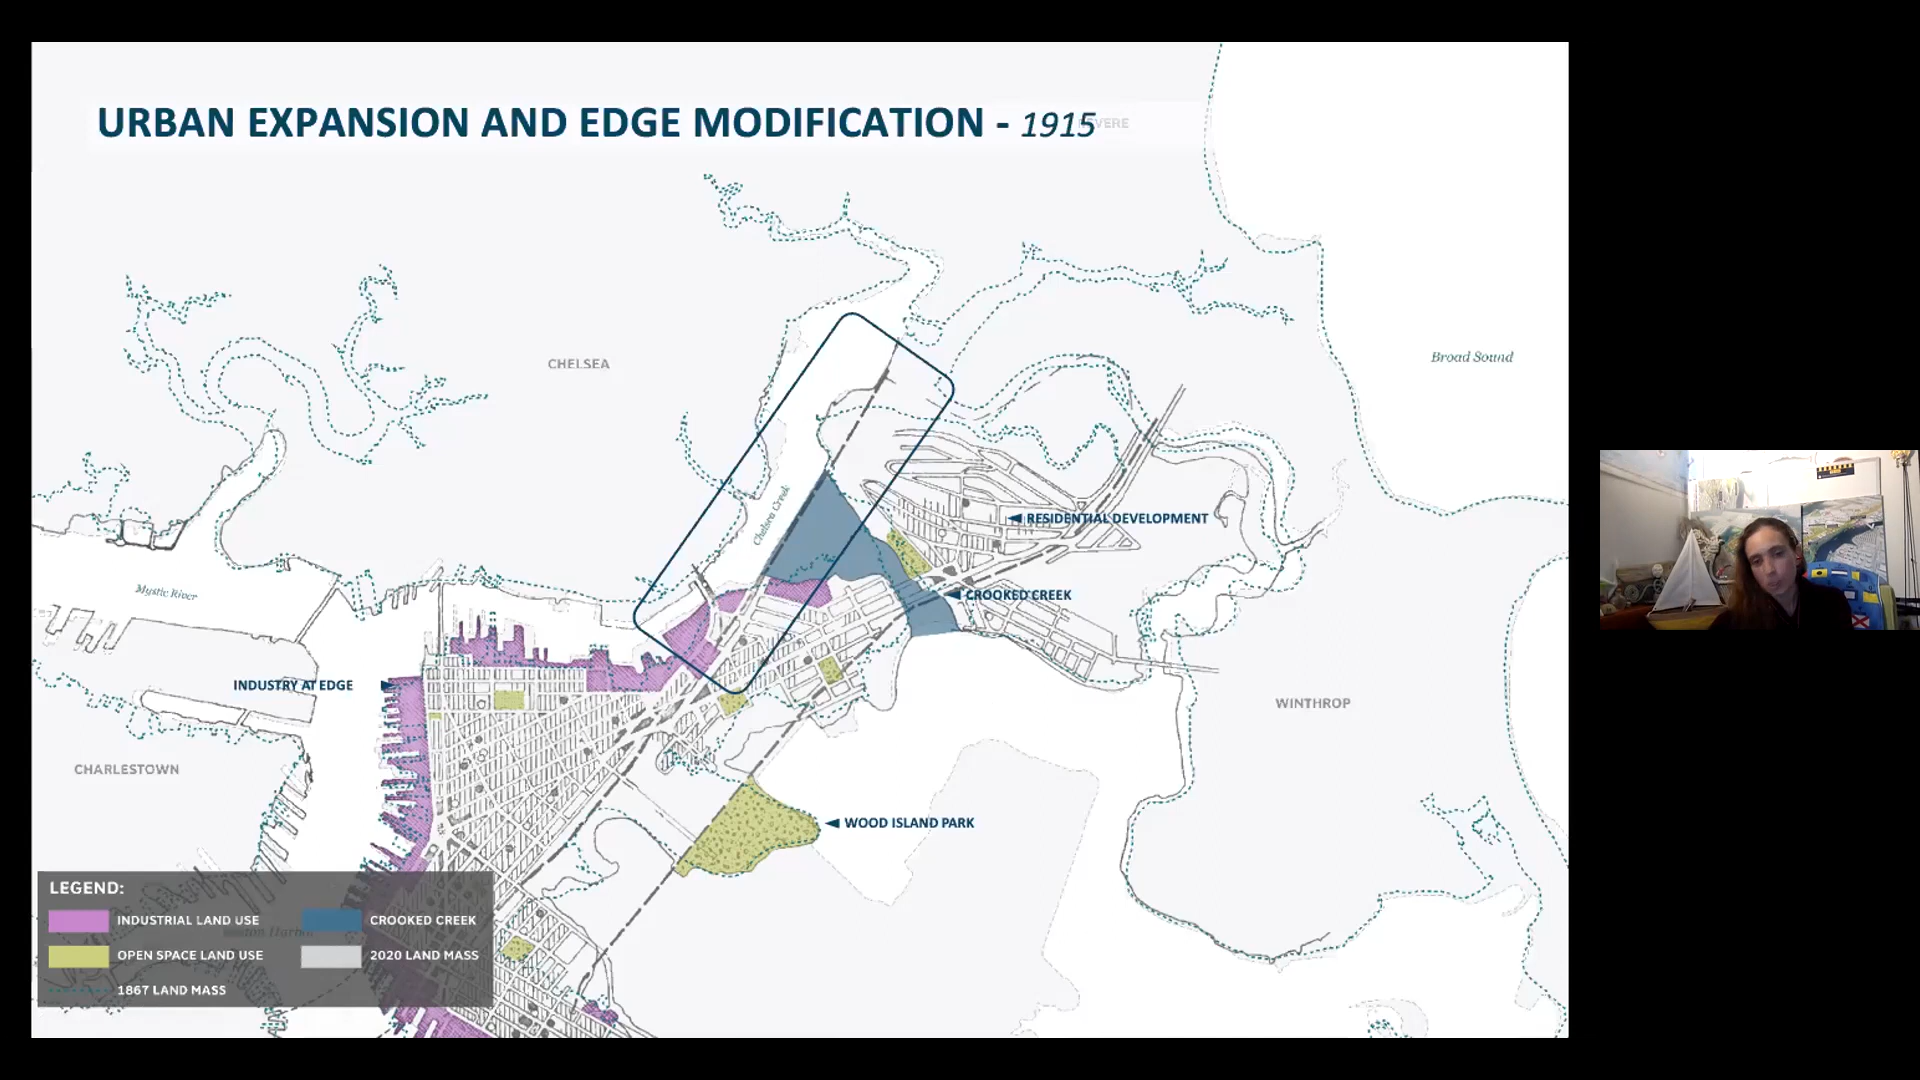 URBAN EXPANSION AND EDGE MODIFICATION - 1915
CHELSEA
Broad Sound
Chelsea Creek
RESIDENTIAL DEVELOPMENT
Mystic River
CROOKED CREEK
INDUSTRY AT EDGE
WINTHROP
CHARLESTOWN
WOOD ISLAND PARK
LEGEND:
INDUSTRIAL LAND USE
CROOKED CREEK
OPEN SPACE LAND USE
2020 LAND MASS
1867 LAND MASS